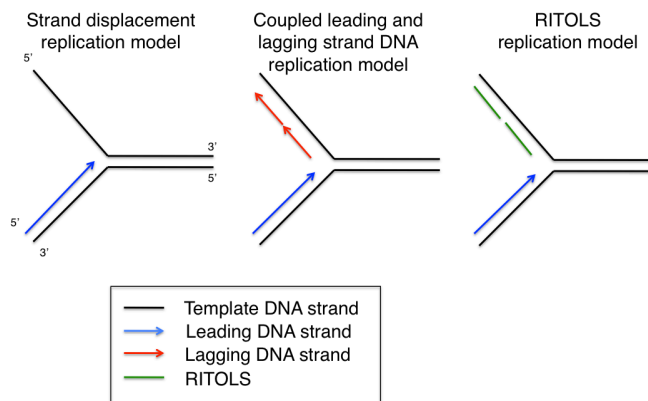 Strand displacement
replication model
Coupled leading and
lagging strand DNA
replication model
RITOLS
replication model
5'
3'
5'
5'
3'
Template DNA strand
Leading DNA strand
Lagging DNA strand
RITOLS